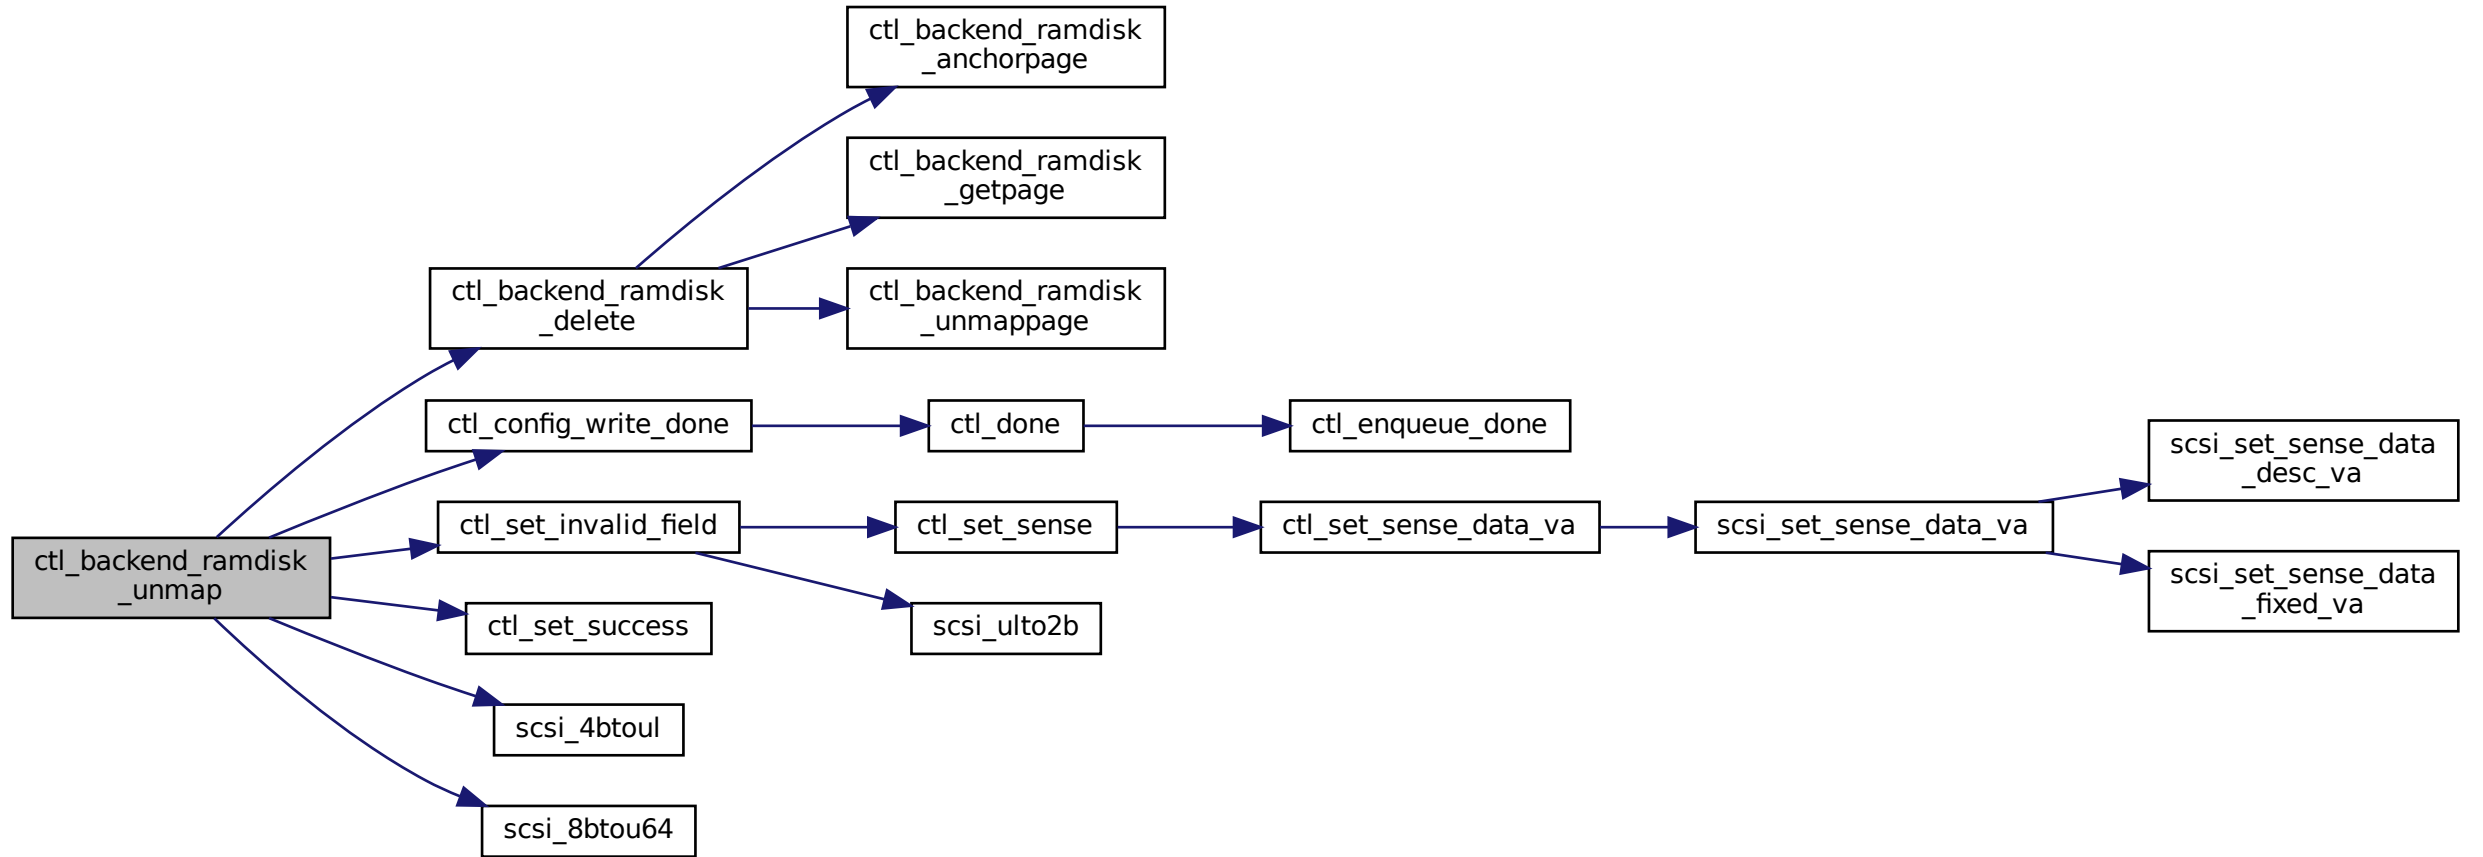 ctl_backend_ramdisk
_unmap
ctl_backend_ramdisk
_delete
ctl_backend_ramdisk
_anchorpage
ctl_backend_ramdisk
_getpage
ctl_backend_ramdisk
_unmappage
ctl_config_write_done
ctl_done
ctl_enqueue_done
ctl_set_invalid_field
ctl_set_sense
ctl_set_sense_data_va
scsi_set_sense_data_va
scsi_set_sense_data
_desc_va
scsi_set_sense_data
_fixed_va
scsi_ulto2b
ctl_set_success
scsi_4btoul
scsi_8btou64